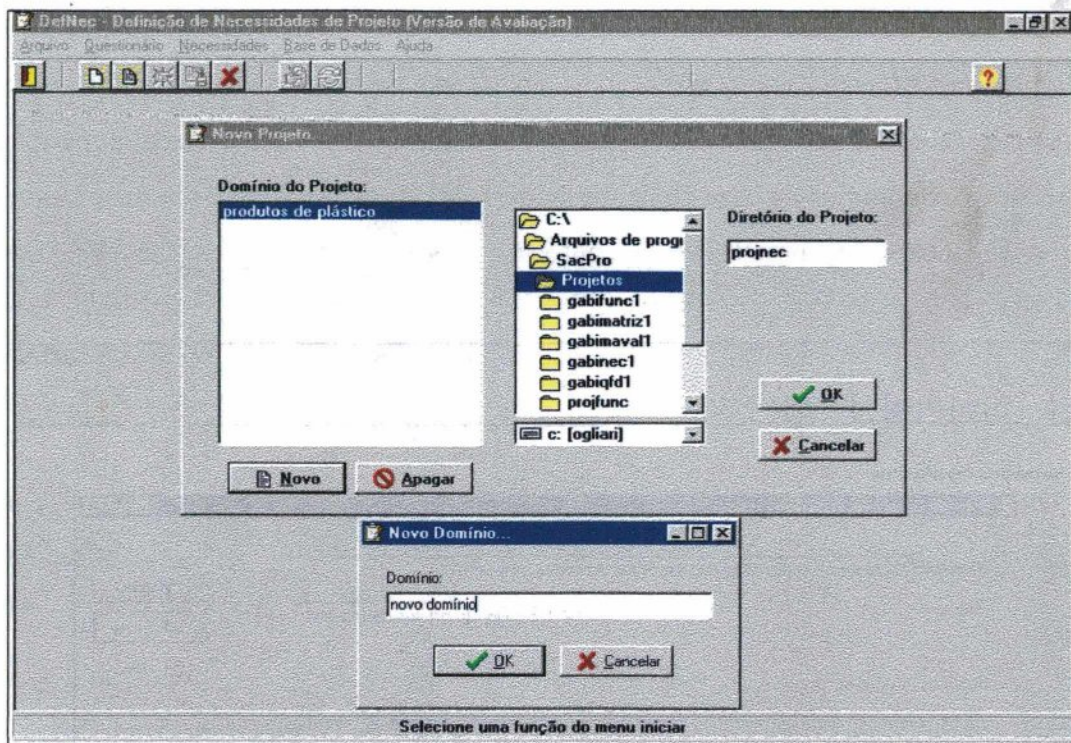 DefNec - Definição de Necessidades de Projeto (Versão de Avaliação)
Arquivo Questionário Necessidades Base de Dados Ajuda
Novo Projeto...
Domínio do Projeto:
produtos de plástico
C:\
Arquivos de progr
SacPro
Projetos
gabifunc1
gabimatriz1
gabimaval1
gabinec1
gabiqfd1
projfunc
c: [ogliari]
Diretório do Projeto:
projnec
OK
Cancelar
Novo
Apagar
Novo Domínio...
Domínio:
novo domínio
OK
Cancelar
Selecione uma função do menu iniciar